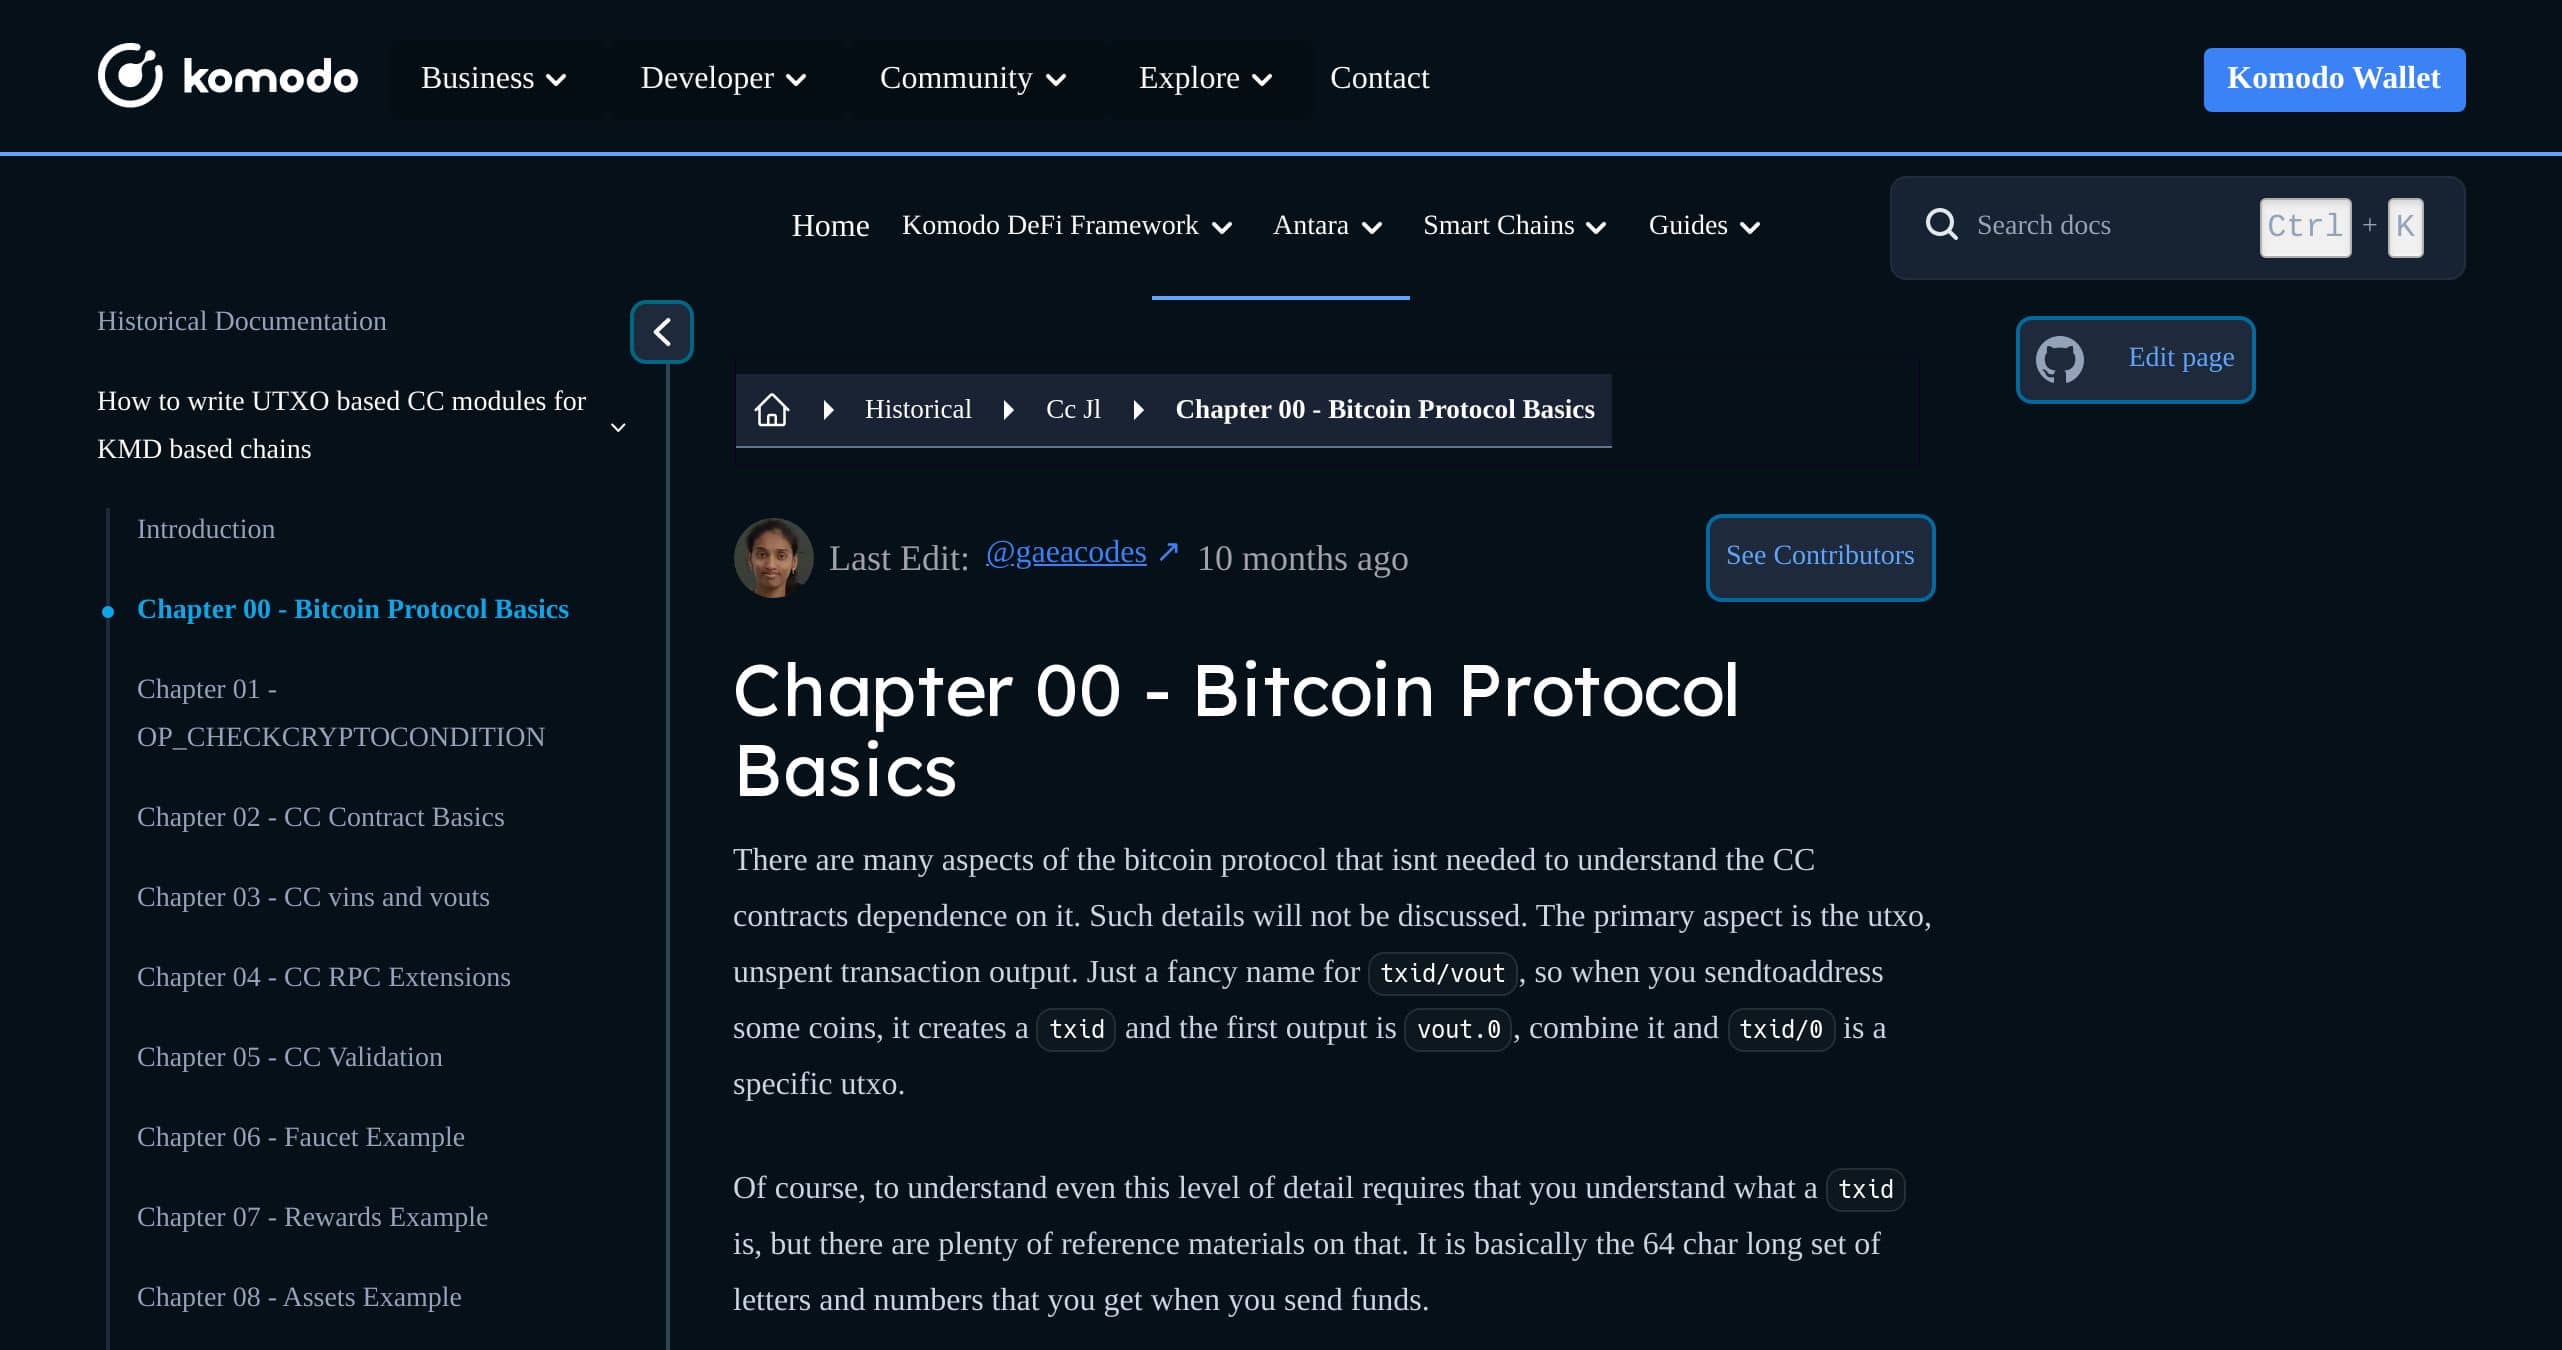 komodo
Business
Developer
Community
Explore
Contact
Komodo Wallet
Home
Komodo DeFi Framework
Antara
Smart Chains
Guides
Search docs
Ctrl + K
Historical Documentation
How to write UTXO based CC modules for
KMD based chains
Introduction
Chapter 00 - Bitcoin Protocol Basics
Chapter 01 -
OP_CHECKCRYPTOCONDITION
Chapter 02 - CC Contract Basics
Chapter 03 - CC vins and vouts
Chapter 04 - CC RPC Extensions
Chapter 05 - CC Validation
Chapter 06 - Faucet Example
Chapter 07 - Rewards Example
Chapter 08 - Assets Example
Edit page
Historical
Cc Jl
Chapter 00 - Bitcoin Protocol Basics
Last Edit: @gaeacodes ↗ 10 months ago
See Contributors
Chapter 00 - Bitcoin Protocol
Basics
There are many aspects of the bitcoin protocol that isnt needed to understand the CC
contracts dependence on it. Such details will not be discussed. The primary aspect is the utxo,
unspent transaction output. Just a fancy name for txid/vout, so when you sendtoaddress
some coins, it creates a txid and the first output is vout.0, combine it and txid/0 is a
specific utxo.
Of course, to understand even this level of detail requires that you understand what a txid
is, but there are plenty of reference materials on that. It is basically the 64 char long set of
letters and numbers that you get when you send funds.